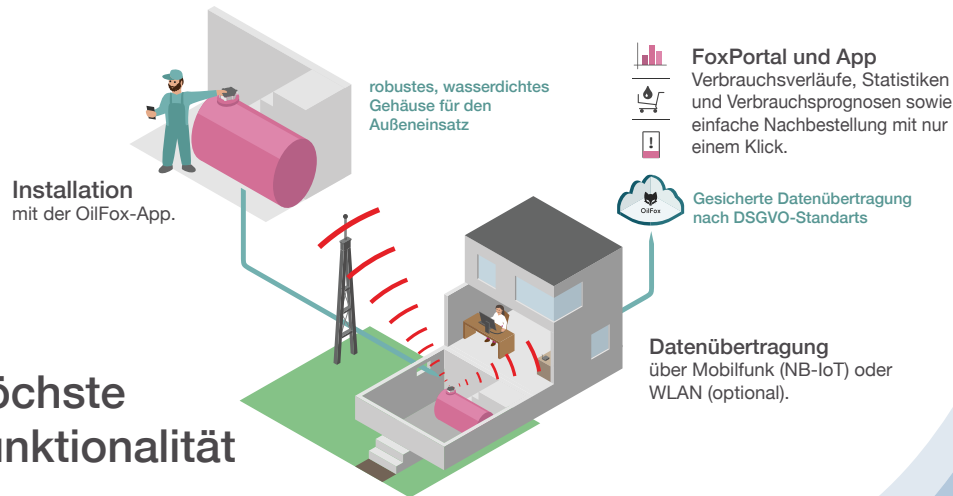 robustes, wasserdichtes
Gehäuse für den
Außeneinsatz
FoxPortal und App
Verbrauchsverläufe, Statistiken
und Verbrauchsprognosen sowie
einfache Nachbestellung mit nur
einem Klick.
Installation
mit der OilFox-App.
OilFox
Gesicherte Datenübertragung
nach DSGVO-Standarts
Datenübertragung
über Mobilfunk (NB-IoT) oder
WLAN (optional).
öchste
unktionalität